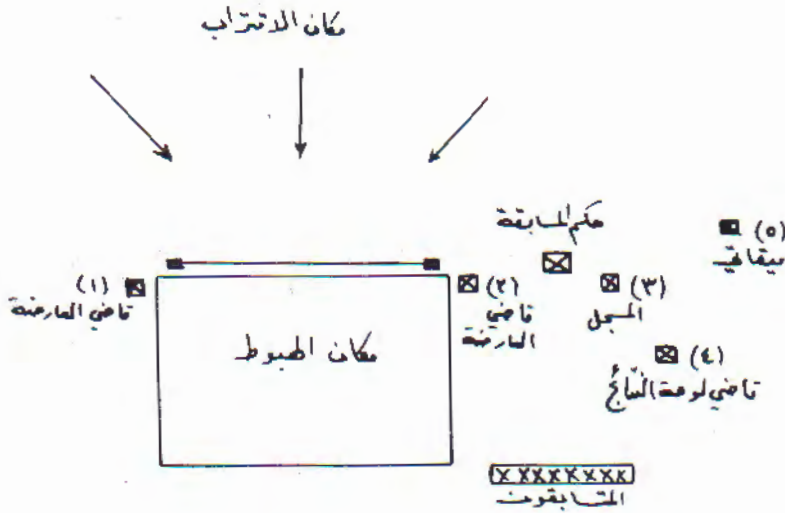 مكان الاقتراب
حكم المسابقة
(٥)
ميقاتي
(١)
قاضي العارضة
(٢)
قاضي
العارضة
(٣)
المسجل
(٤)
قاضي لوحة النتائج
مكان الهبوط
X X X X X X X X
المتسابقون